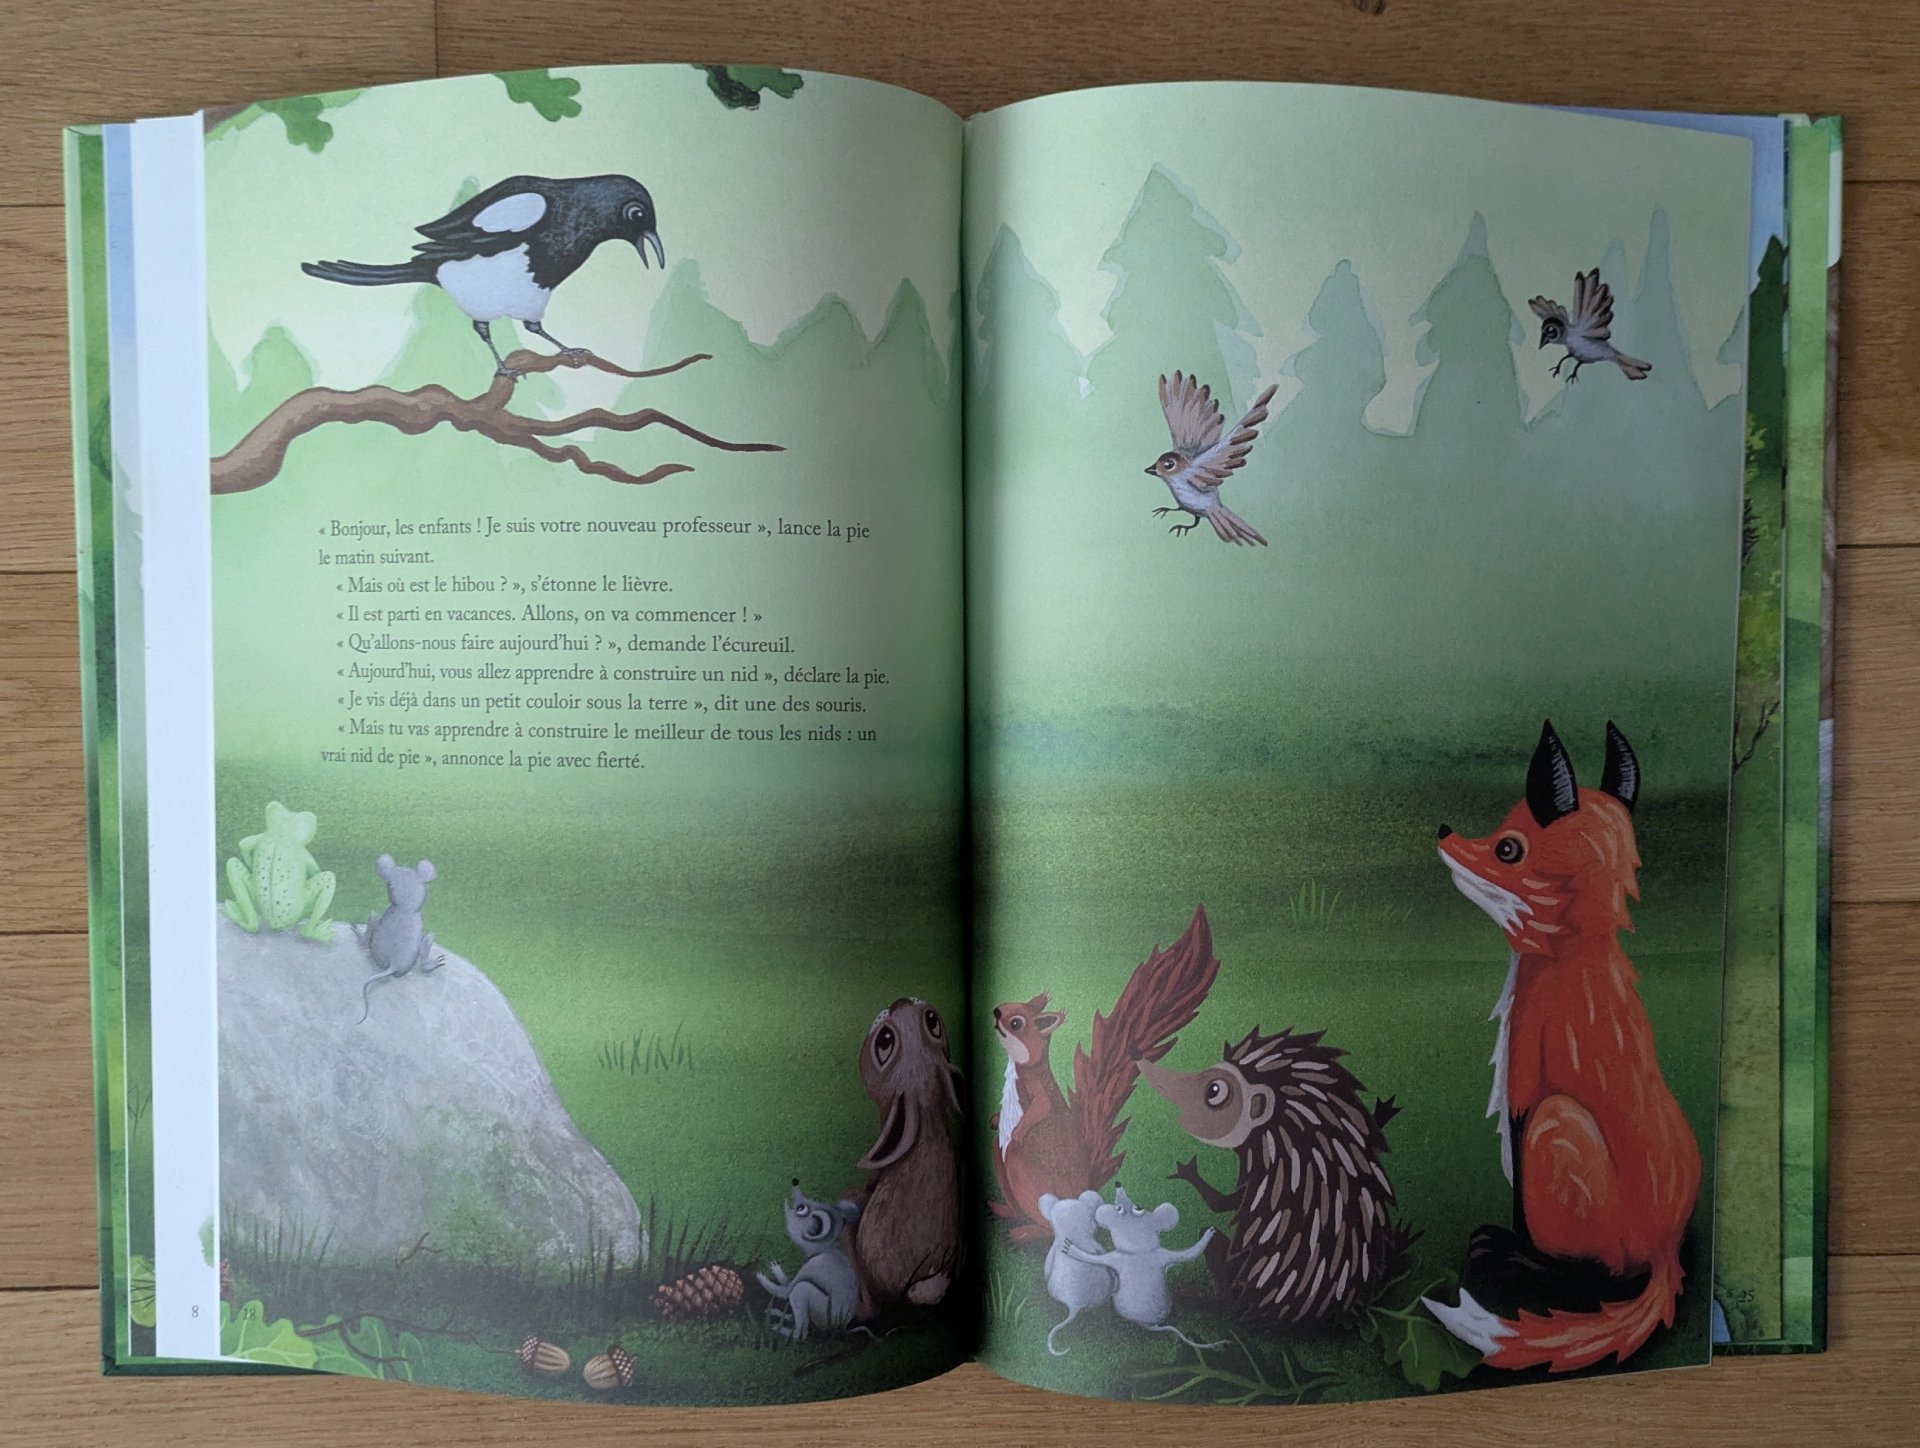 « Bonjour, les enfants ! Je suis votre nouveau professeur », lance la pie
le matin suivant.
« Mais où est le hibou ? », s'étonne le lièvre.
« Il est parti en vacances. Allons, on va commencer ! »
« Qu'allons-nous faire aujourd'hui ? », demande l'écureuil.
« Aujourd'hui, vous allez apprendre à construire un nid », déclare la pie.
« Je vis déjà dans un petit couloir sous la terre », dit une des souris.
« Mais tu vas apprendre à construire le meilleur de tous les nids : un
vrai nid de pie », annonce la pie avec fierté.
8
18
25